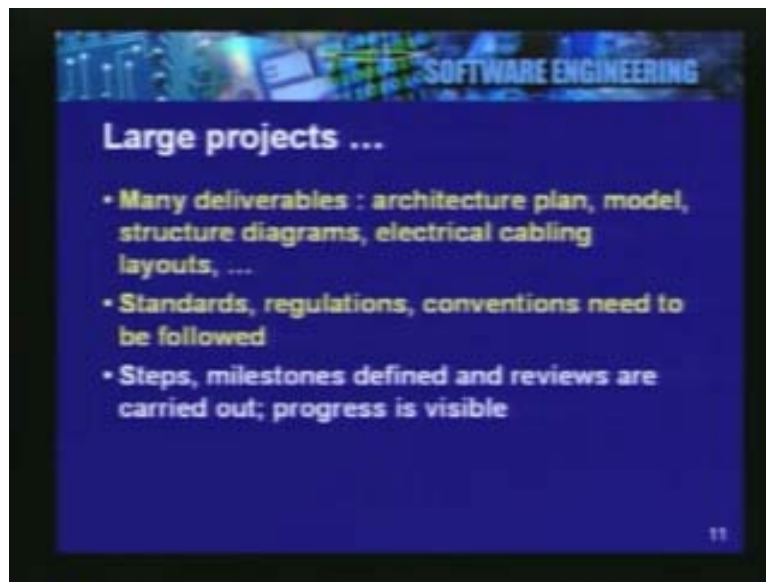 SOFTWARE ENGINEERING
Large projects ...
• Many deliverables : architecture plan, model,
structure diagrams, electrical cabling
layouts, ...
• Standards, regulations, conventions need to
be followed
• Steps, milestones defined and reviews are
carried out; progress is visible
11